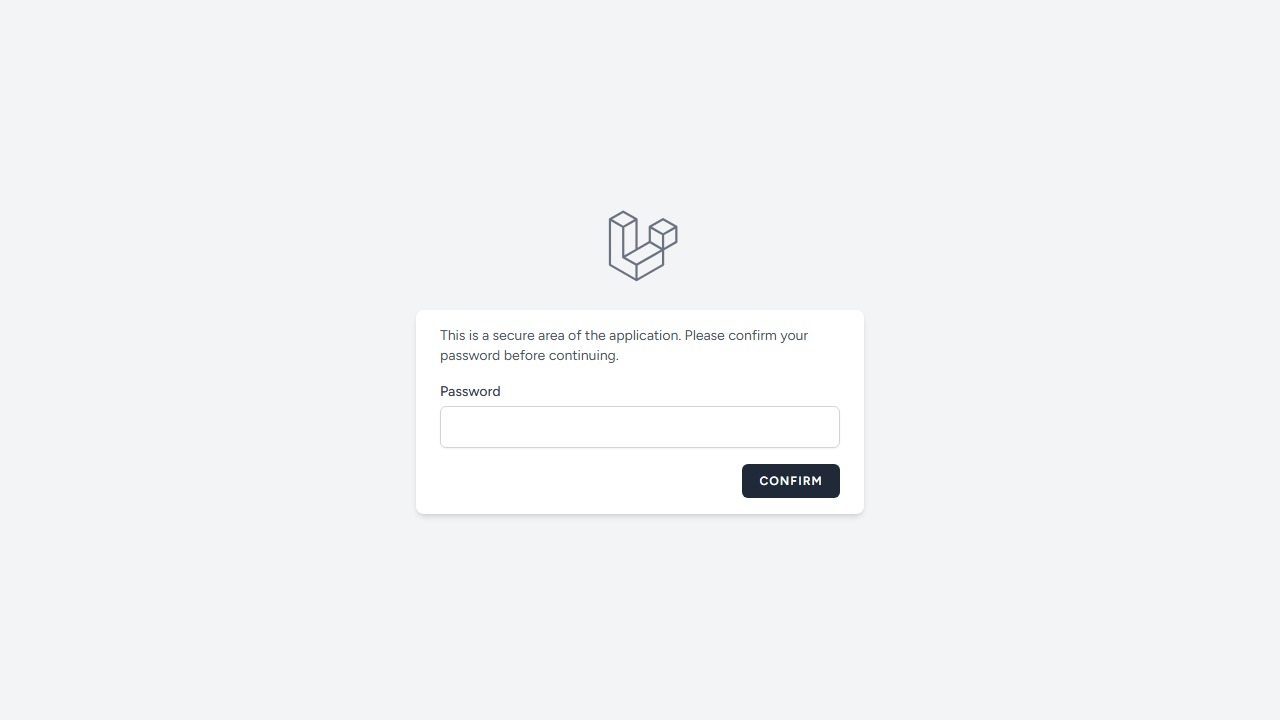 This is a secure area of the application. Please confirm your
password before continuing.
Password
CONFIRM